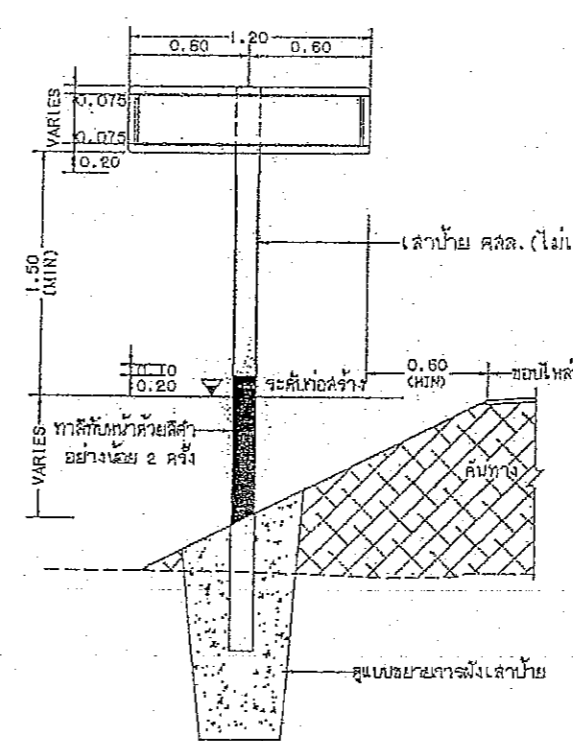 1.20
0.60 0.60
VARIES
0.075
0.075
0.20
1.50
(MIN)
เสาป้าย คสล. (ไม่เ
0.10
0.20
ระดับก่อสร้าง
0.60
(MIN)
ขอบไหล่
ทาสีทับหน้าด้วยสีดำ
อย่างน้อย 2 ครั้ง
VARIES
คันทาง
ดูแบบขยายการฝังเสาป้าย